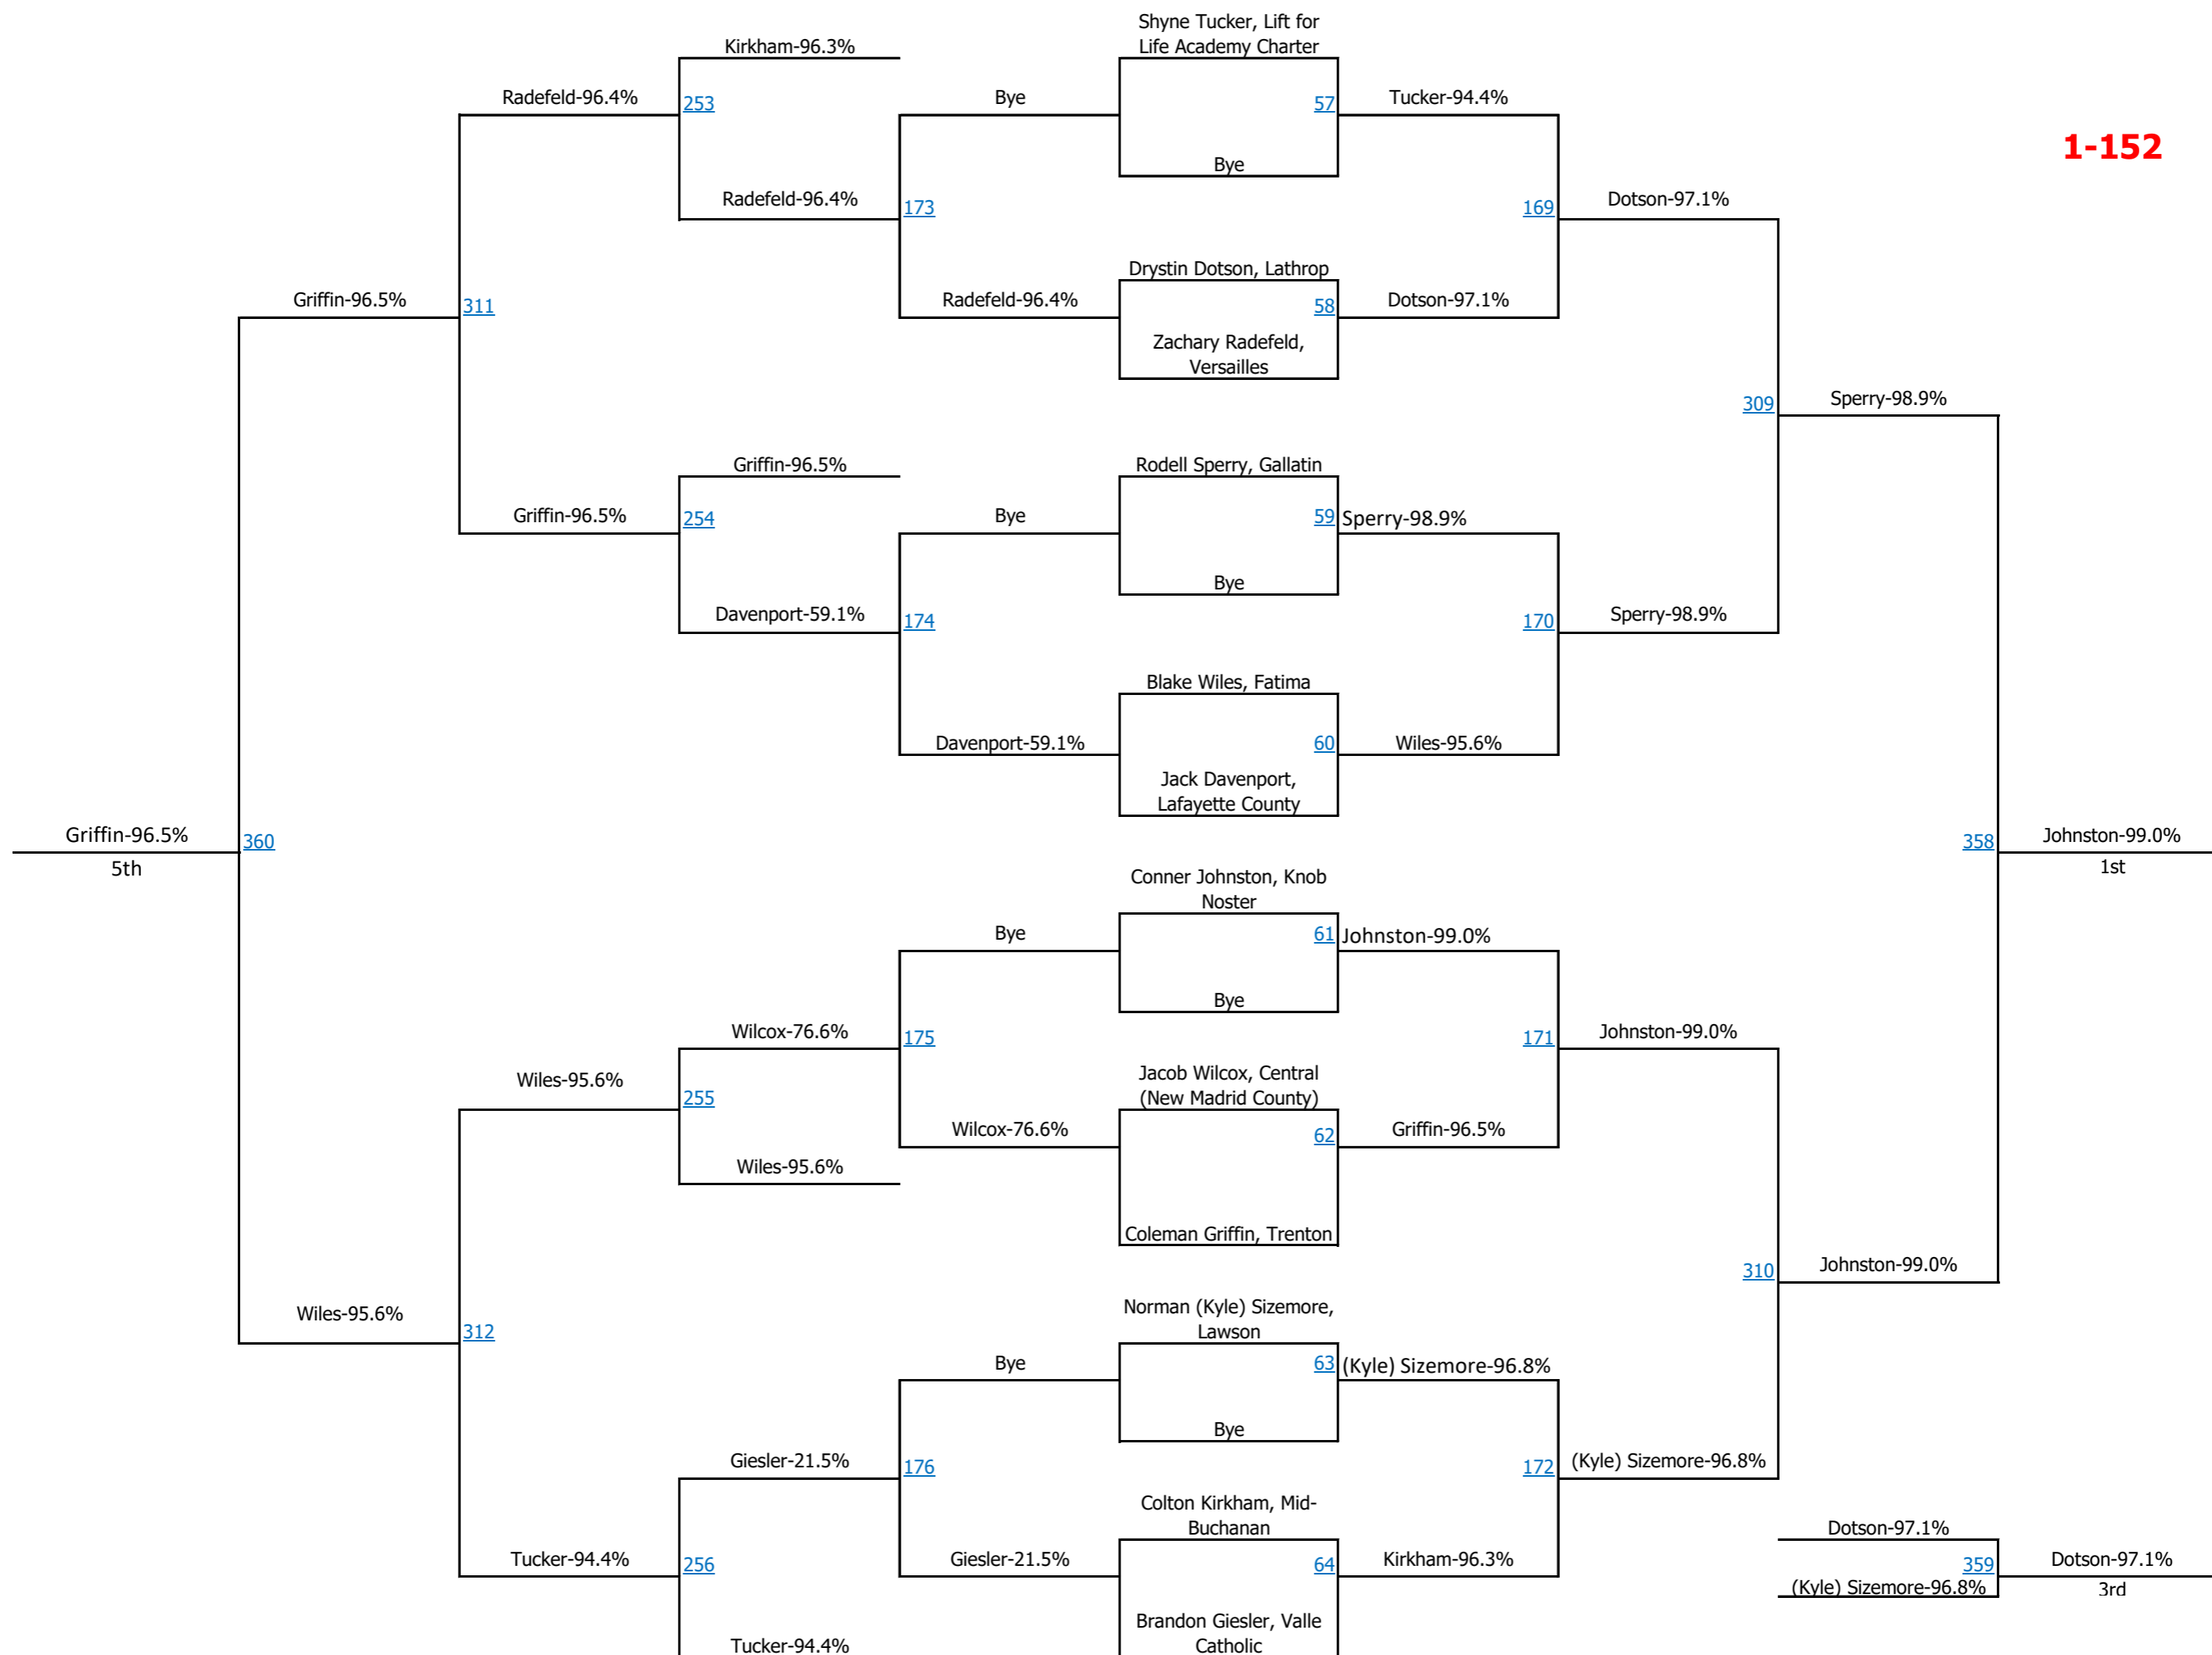 Shyne Tucker, Lift for
Life Academy Charter
Kirkham-96.3%
Radefeld-96.4%
253
Bye
57
Tucker-94.4%
1-152
Bye
Radefeld-96.4%
173
169
Dotson-97.1%
Drystin Dotson, Lathrop
Griffin-96.5%
311
Radefeld-96.4%
58
Dotson-97.1%
Zachary Radefeld,
Versailles
309
Sperry-98.9%
Griffin-96.5%
Rodell Sperry, Gallatin
Griffin-96.5%
254
Bye
59
Sperry-98.9%
Bye
Davenport-59.1%
174
170
Sperry-98.9%
Blake Wiles, Fatima
Davenport-59.1%
60
Wiles-95.6%
Jack Davenport,
Lafayette County
Griffin-96.5%
360
358
Johnston-99.0%
5th
1st
Conner Johnston, Knob
Noster
Bye
61
Johnston-99.0%
Bye
Wilcox-76.6%
175
171
Johnston-99.0%
Wiles-95.6%
255
Jacob Wilcox, Central
(New Madrid County)
Wilcox-76.6%
62
Griffin-96.5%
Wiles-95.6%
Coleman Griffin, Trenton
310
Johnston-99.0%
Wiles-95.6%
312
Norman (Kyle) Sizemore,
Lawson
Bye
63
(Kyle) Sizemore-96.8%
Bye
Giesler-21.5%
176
172
(Kyle) Sizemore-96.8%
Colton Kirkham, Mid-
Buchanan
Dotson-97.1%
Tucker-94.4%
256
Giesler-21.5%
64
Kirkham-96.3%
359
Dotson-97.1%
(Kyle) Sizemore-96.8%
3rd
Brandon Giesler, Valle
Catholic
Tucker-94.4%